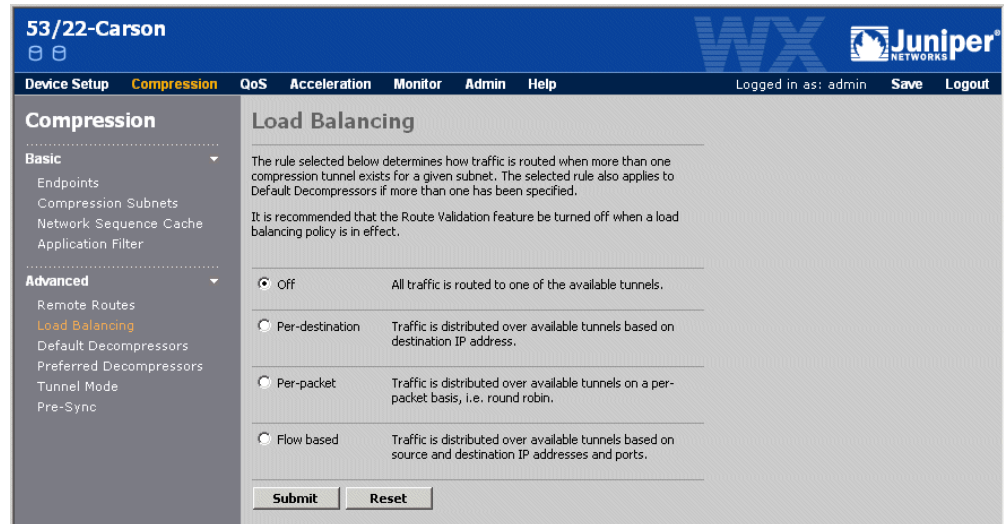 53/22-Carson
WX
Juniper®
NETWORKS
Device Setup Compression QoS Acceleration Monitor Admin Help Logged in as: admin Save Logout
Compression
Basic
Endpoints
Compression Subnets
Network Sequence Cache
Application Filter
Advanced
Remote Routes
Load Balancing
Default Decompressors
Preferred Decompressors
Tunnel Mode
Pre-Sync
Load Balancing
The rule selected below determines how traffic is routed when more than one
compression tunnel exists for a given subnet. The selected rule also applies to
Default Decompressors if more than one has been specified.
It is recommended that the Route Validation feature be turned off when a load
balancing policy is in effect.
Off All traffic is routed to one of the available tunnels.
Per-destination Traffic is distributed over available tunnels based on
destination IP address.
Per-packet Traffic is distributed over available tunnels on a per-
packet basis, i.e. round robin.
Flow based Traffic is distributed over available tunnels based on
source and destination IP addresses and ports.
Submit Reset